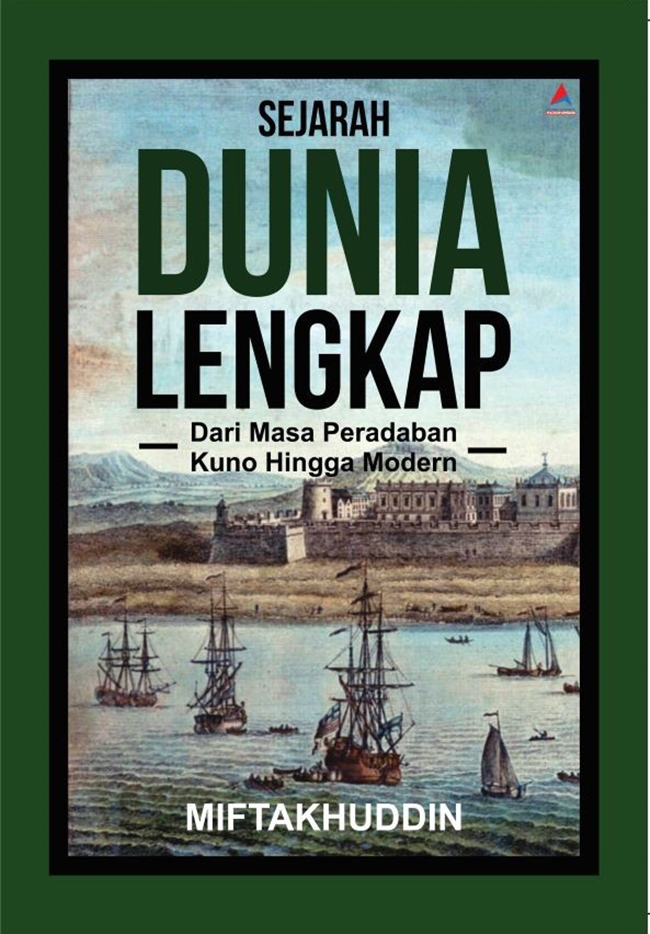 SEJARAH
DUNIA
LENGKAP
Dari Masa Peradaban
Kuno Hingga Modern
MIFTAKHUDDIN